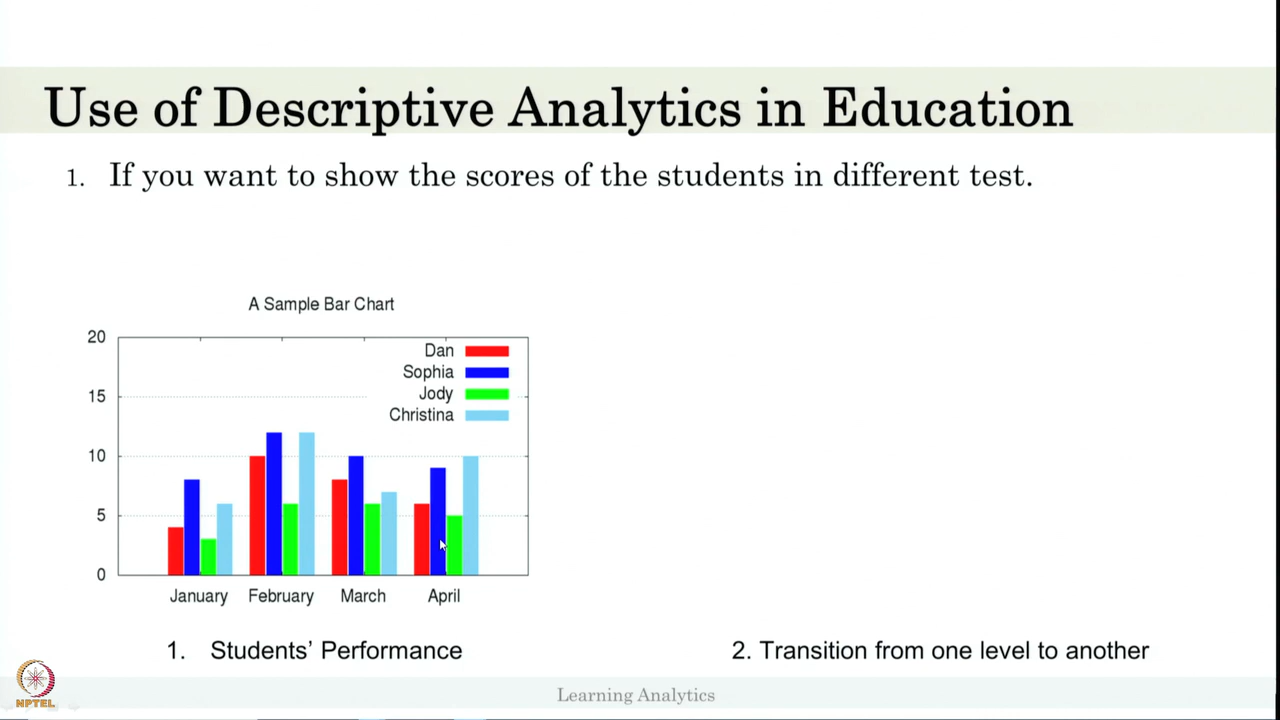 Use of Descriptive Analytics in Education
1. If you want to show the scores of the students in different test.
A Sample Bar Chart
20
15
10
5
0
Dan
Sophia
Jody
Christina
January February March April
1. Students’ Performance
2. Transition from one level to another
Learning Analytics
NPTEL